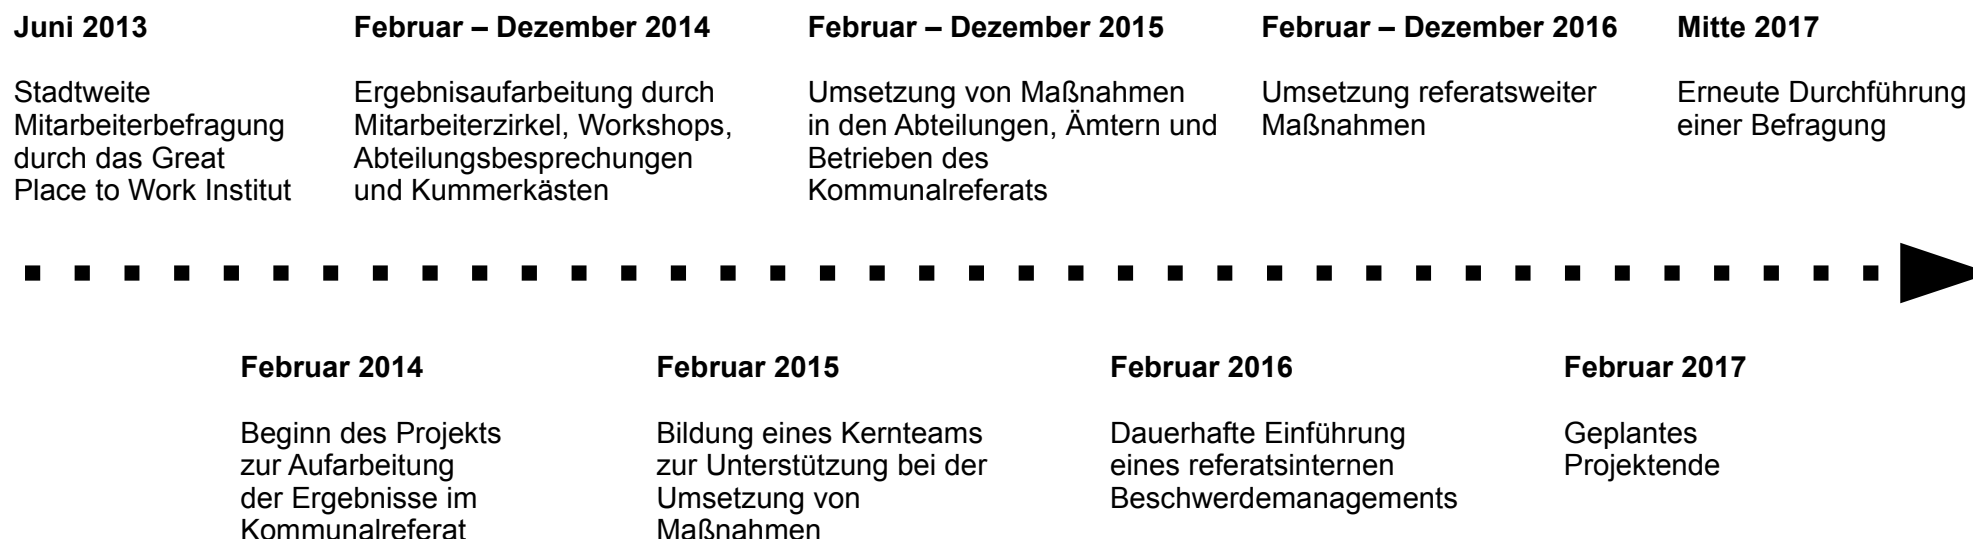 Juni 2013
Stadtweite
Mitarbeiterbefragung
durch das Great
Place to Work Institut
Februar – Dezember 2014
Ergebnisaufarbeitung durch
Mitarbeiterzirkel, Workshops,
Abteilungsbesprechungen
und Kummerkästen
Februar – Dezember 2015
Umsetzung von Maßnahmen
in den Abteilungen, Ämtern und
Betrieben des
Kommunalreferats
Februar – Dezember 2016
Umsetzung referatsweiter
Maßnahmen
Mitte 2017
Erneute Durchführung
einer Befragung
Februar 2014
Beginn des Projekts
zur Aufarbeitung
der Ergebnisse im
Kommunalreferat
Februar 2015
Bildung eines Kernteams
zur Unterstützung bei der
Umsetzung von
Maßnahmen
Februar 2016
Dauerhafte Einführung
eines referatsinternen
Beschwerdemanagements
Februar 2017
Geplantes
Projektende